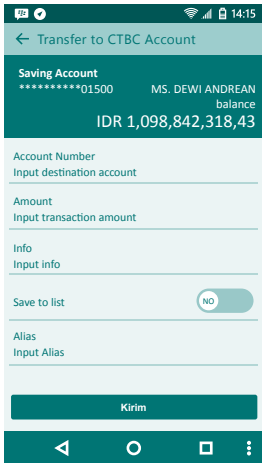 14:15
Transfer to CTBC Account
Saving Account
**********01500 MS. DEWI ANDREAN
balance
IDR 1,098,842,318,43
Account Number
Input destination account
Amount
Input transaction amount
Info
Input info
Save to list NO
Alias
Input Alias
Kirim